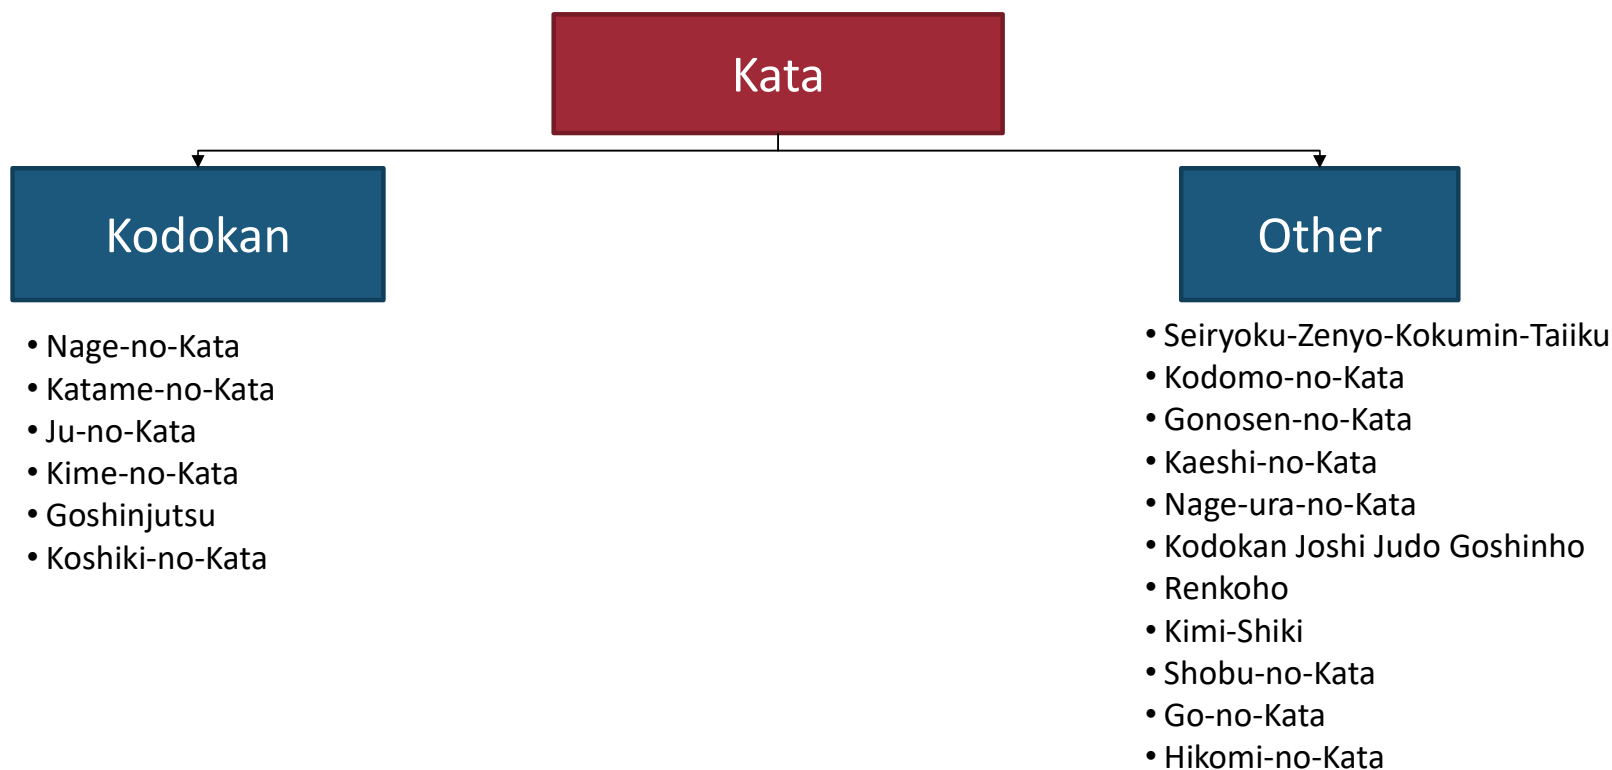 Kata
Kodokan
• Nage-no-Kata
• Katame-no-Kata
• Ju-no-Kata
• Kime-no-Kata
• Goshinjutsu
• Koshiki-no-Kata
Other
• Seiryoku-Zenyo-Kokumin-Taiiku
• Kodomo-no-Kata
• Gonosen-no-Kata
• Kaeshi-no-Kata
• Nage-ura-no-Kata
• Kodokan Joshi Judo Goshinho
• Renkoho
• Kimi-Shiki
• Shobu-no-Kata
• Go-no-Kata
• Hikomi-no-Kata